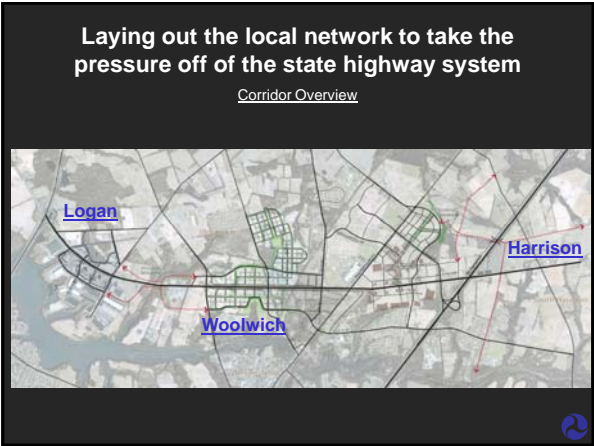 Laying out the local network to take the
pressure off of the state highway system
Corridor Overview
Logan
Harrison
Woolwich